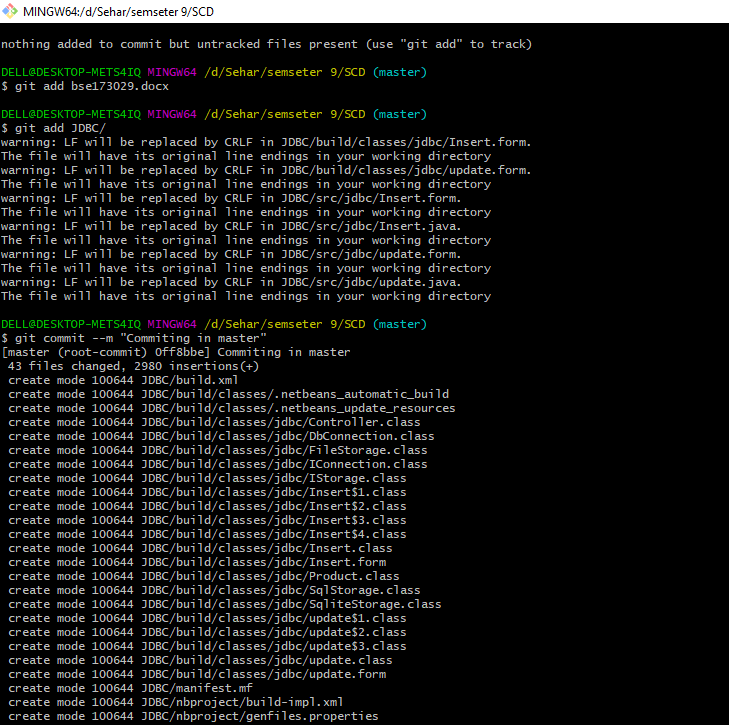 MINGW64:/d/Sehar/semseter 9/SCD
nothing added to commit but untracked files present (use "git add" to track)
DELL@DESKTOP-METS4IQ MINGW64 /d/Sehar/semseter 9/SCD (master)
$ git add bse173029.docx
DELL@DESKTOP-METS4IQ MINGW64 /d/Sehar/semseter 9/SCD (master)
$ git add JDBC/
warning: LF will be replaced by CRLF in JDBC/build/classes/jdbc/Insert.form.
The file will have its original line endings in your working directory
warning: LF will be replaced by CRLF in JDBC/build/classes/jdbc/update.form.
The file will have its original line endings in your working directory
warning: LF will be replaced by CRLF in JDBC/src/jdbc/Insert.form.
The file will have its original line endings in your working directory
warning: LF will be replaced by CRLF in JDBC/src/jdbc/Insert.java.
The file will have its original line endings in your working directory
warning: LF will be replaced by CRLF in JDBC/src/jdbc/update.form.
The file will have its original line endings in your working directory
warning: LF will be replaced by CRLF in JDBC/src/jdbc/update.java.
The file will have its original line endings in your working directory
DELL@DESKTOP-METS4IQ MINGW64 /d/Sehar/semseter 9/SCD (master)
$ git commit --m "Commiting in master"
[master (root-commit) 0ff8bbe] Commiting in master
43 files changed, 2980 insertions(+)
create mode 100644 JDBC/build.xml
create mode 100644 JDBC/build/classes/.netbeans_automatic_build
create mode 100644 JDBC/build/classes/.netbeans_update_resources
create mode 100644 JDBC/build/classes/jdbc/Controller.class
create mode 100644 JDBC/build/classes/jdbc/DbConnection.class
create mode 100644 JDBC/build/classes/jdbc/FileStorage.class
create mode 100644 JDBC/build/classes/jdbc/IConnection.class
create mode 100644 JDBC/build/classes/jdbc/IStorage.class
create mode 100644 JDBC/build/classes/jdbc/Insert$1.class
create mode 100644 JDBC/build/classes/jdbc/Insert$2.class
create mode 100644 JDBC/build/classes/jdbc/Insert$3.class
create mode 100644 JDBC/build/classes/jdbc/Insert$4.class
create mode 100644 JDBC/build/classes/jdbc/Insert.class
create mode 100644 JDBC/build/classes/jdbc/Insert.form
create mode 100644 JDBC/build/classes/jdbc/Product.class
create mode 100644 JDBC/build/classes/jdbc/SqlStorage.class
create mode 100644 JDBC/build/classes/jdbc/SqliteStorage.class
create mode 100644 JDBC/build/classes/jdbc/update$1.class
create mode 100644 JDBC/build/classes/jdbc/update$2.class
create mode 100644 JDBC/build/classes/jdbc/update$3.class
create mode 100644 JDBC/build/classes/jdbc/update.class
create mode 100644 JDBC/build/classes/jdbc/update.form
create mode 100644 JDBC/manifest.mf
create mode 100644 JDBC/nbproject/build-impl.xml
create mode 100644 JDBC/nbproject/genfiles.properties